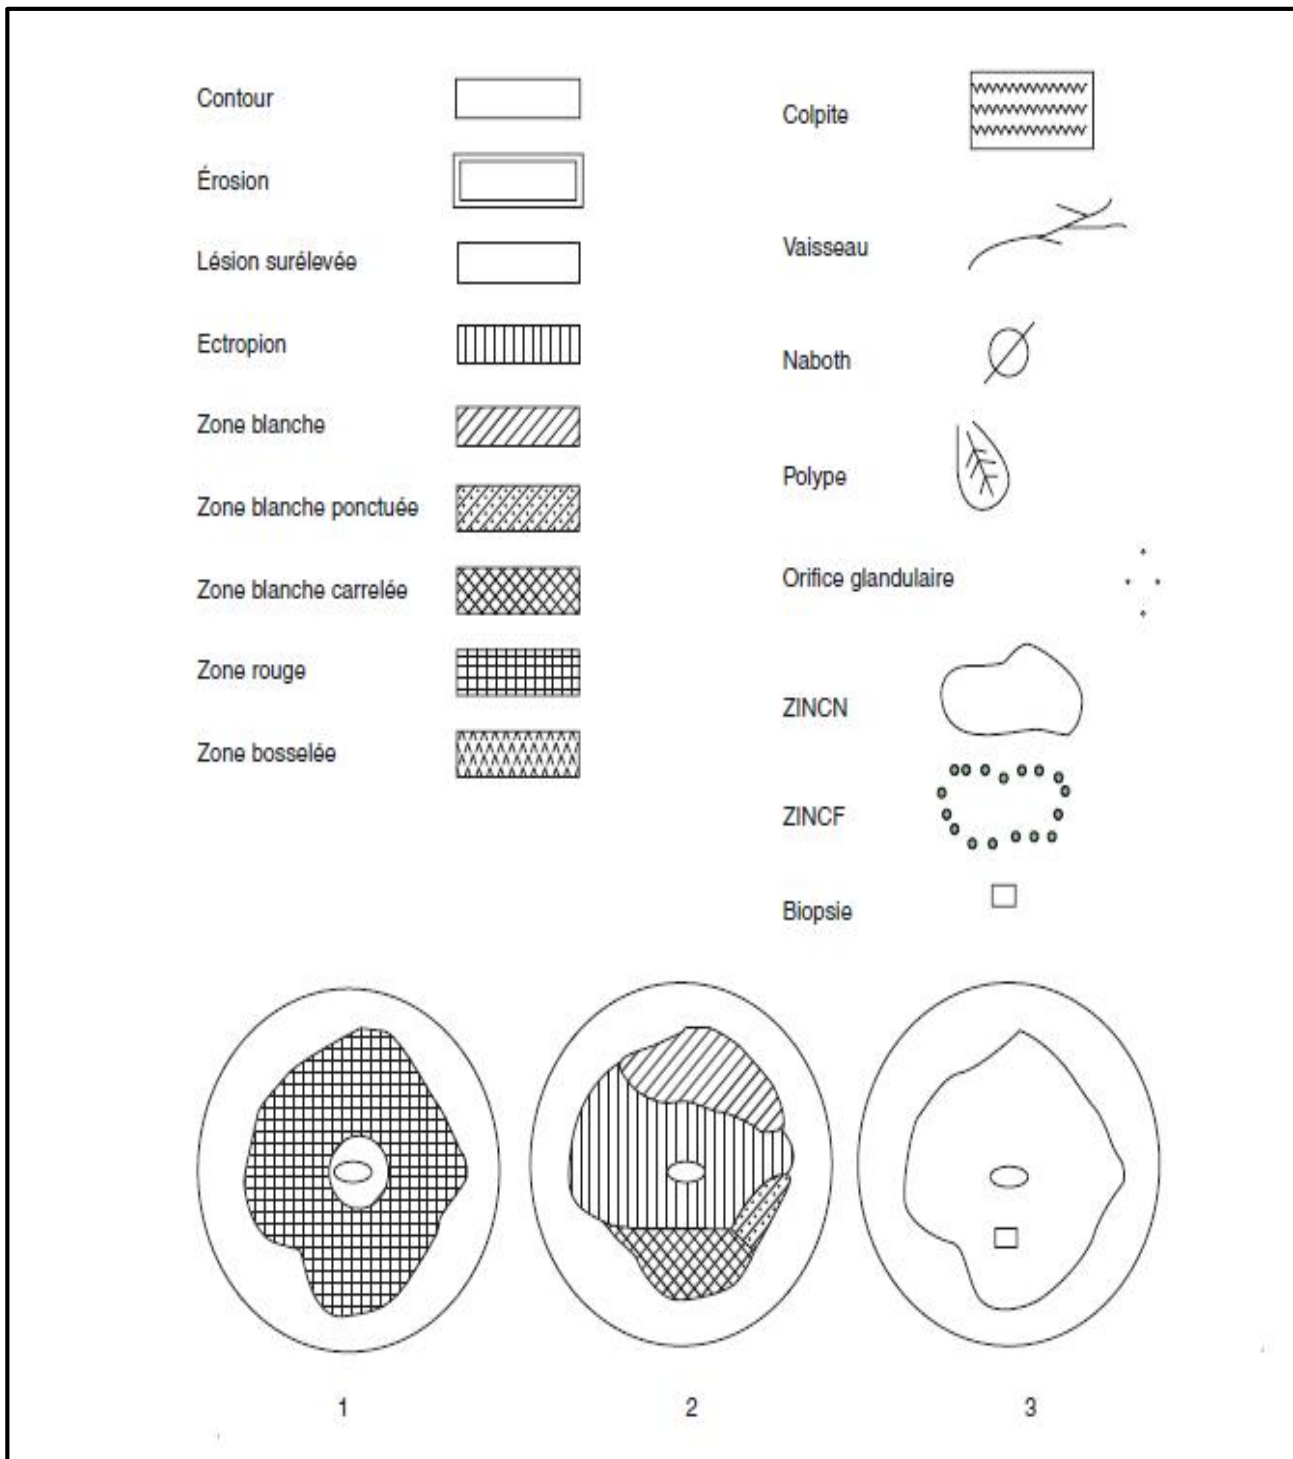 Contour
Érosion
Lésion surélevée
Ectropion
Zone blanche
Zone blanche ponctuée
Zone blanche carrelée
Zone rouge
Zone bosselée
Colpite
Vaisseau
Naboth
Polype
Orifice glandulaire
ZINCN
ZINCF
Biopsie
1
2
3